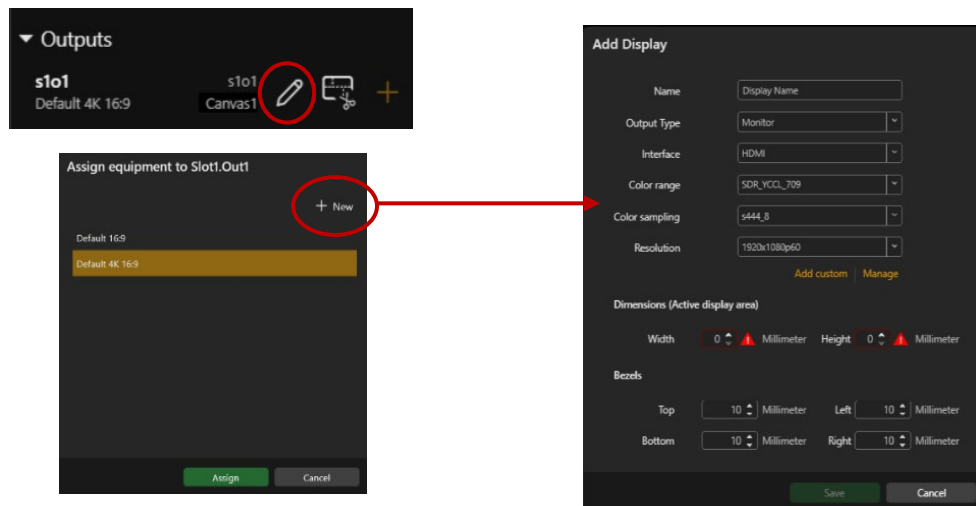 Outputs
s1o1 s1o1
Default 4K 16:9 Canvas1
Assign equipment to Slot1.Out1
+ New
Default 16:9
Default 4K 16:9
Assign Cancel
Add Display
Name Display Name
Output Type Monitor
Interface HDMI
Color range SDR_YCCL_709
Color sampling s444_8
Resolution 1920x1080p60
Add custom | Manage
Dimensions (Active display area)
Width 0 Millimeter Height 0 Millimeter
Bezels
Top 10 Millimeter Left 10 Millimeter
Bottom 10 Millimeter Right 10 Millimeter
Save Cancel